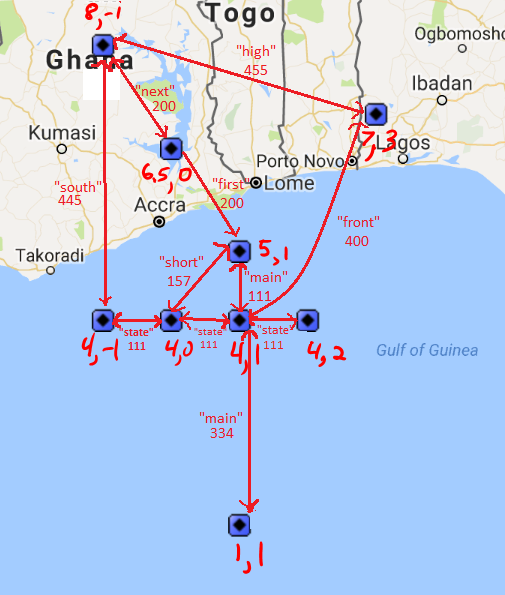 8,-1
Togo
Ghana
Ogbomosho
"high"
455
"next"
200
Ibadan
Kumasi
7,3
Lagos
6.5,0
Porto Novo
"south"
445
"first"
200
Lome
Accra
"front"
400
Takoradi
"short"
157
5,1
"main"
111
"state"
111
"state"
111
"state"
111
4,-1
4,0
4,1
4,2
Gulf of Guinea
"main"
334
1,1